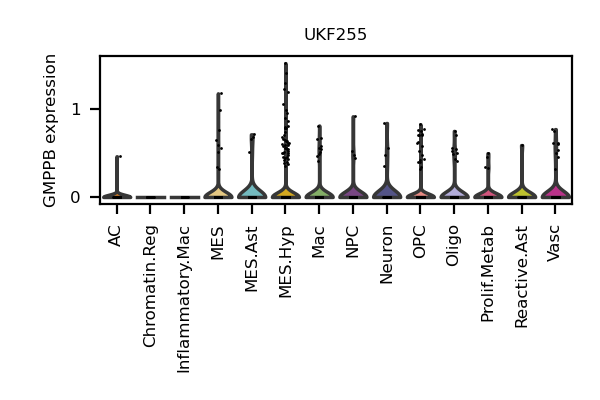 UKF255
GMPPB expression
1
0
AC
Chromatin.Reg
Inflammatory.Mac
MES
MES.Ast
MES.Hyp
Mac
NPC
Neuron
OPC
Oligo
Prolif.Metab
Reactive.Ast
Vasc